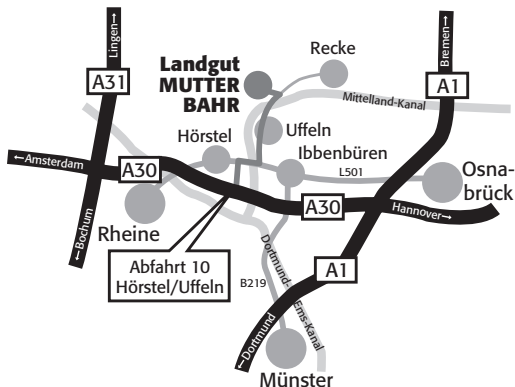 Lingen→
Bremen→
Recke
Landgut
MUTTER
BAHR
A31
A1
Mittelland-Kanal
Uffeln
Hörstel
Ibbenbüren
L501
←Amsterdam
A30
Osna-
brück
A30
Hannover→
Rheine
←Bochum
Abfahrt 10
Hörstel/Uffeln
Dortmund-
Ems-Kanal
A1
B219
←Dortmund
Münster